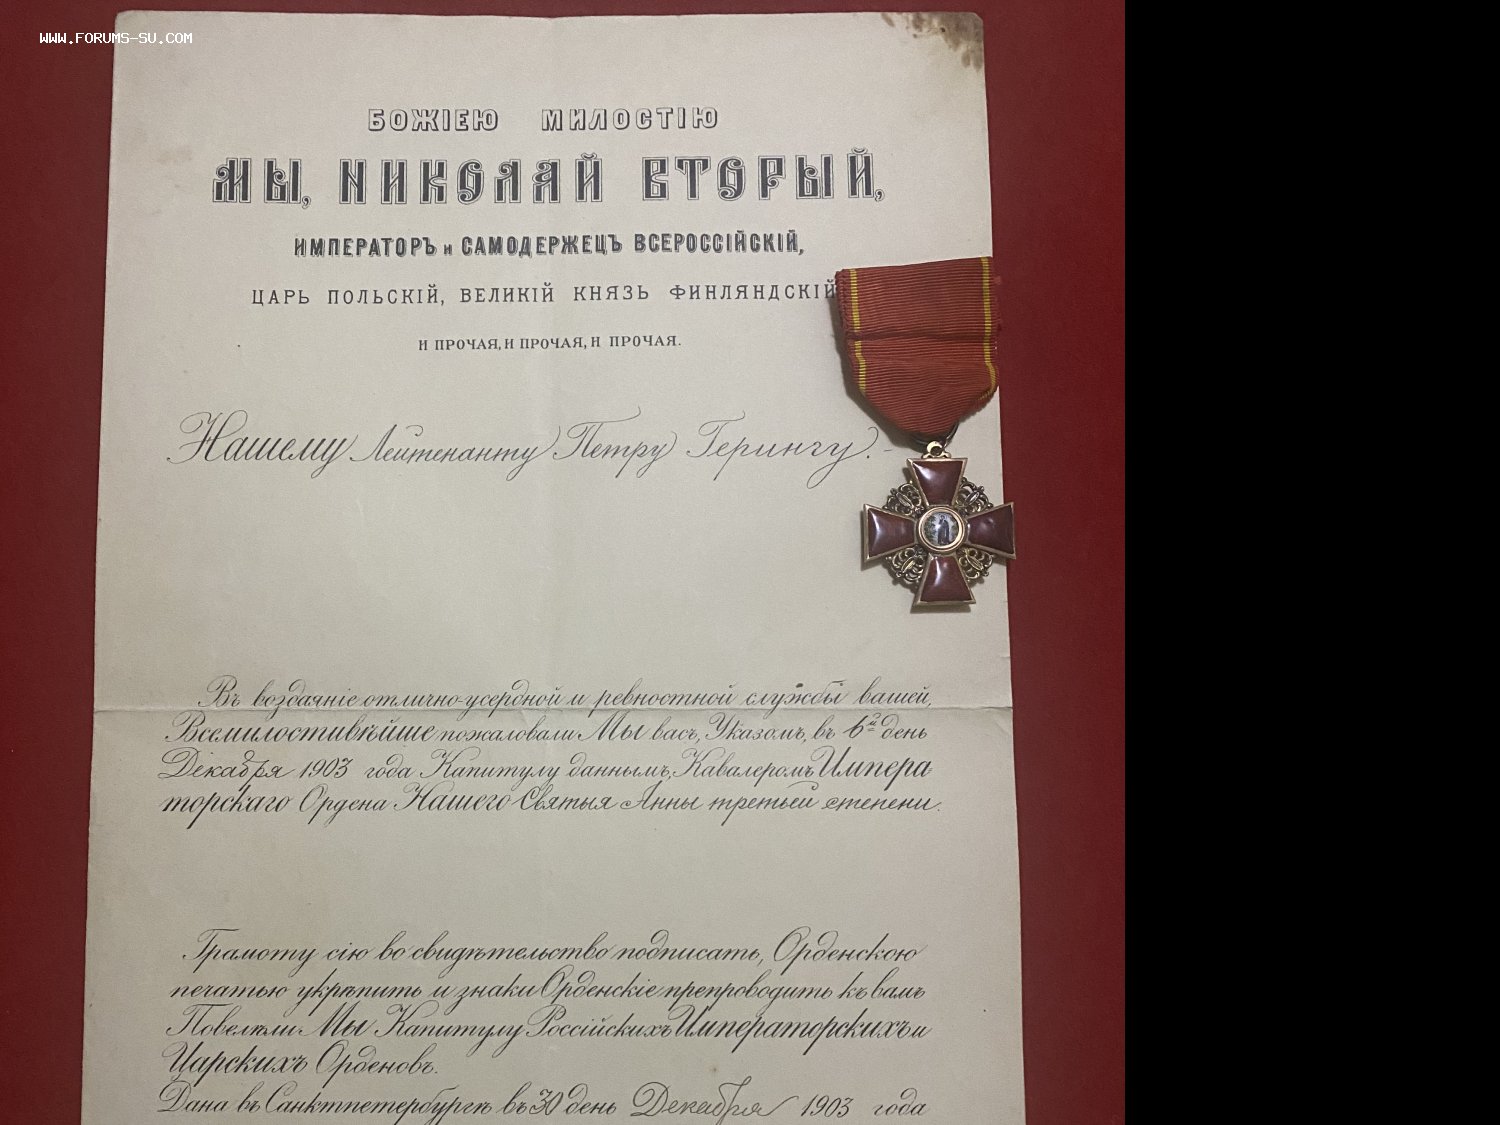 WWW.FORUMS-SU.COM
БОЖІЕЮ МИЛОСТІЮ
МЫ, НИКОЛАЙ ВТОРЫЙ,
ИМПЕРАТОРЪ и САМОДЕРЖЕЦЪ ВСЕРОССІЙСКІЙ,
ЦАРЬ ПОЛЬСКІЙ, ВЕЛИКІЙ КНЯЗЬ ФИНЛЯНДСКІЙ
И ПРОЧАЯ, И ПРОЧАЯ, И ПРОЧАЯ.
Нашему Лейтенанту Петру Герингу.
Въ воздаяніе отлично-усердной и ревностной службы вашей,
Всемилостивѣйше пожаловали Мы васъ, Указомъ, въ 6й день
Декабря 1903 года Капитулу даннымъ, Кавалеромъ Импера
торскаго Ордена Нашего Святыя Анны третьей степени.
Грамоту сію во свидѣтельство подписать, Орденскою
печатью укрѣпить и знаки Орденскіе препроводить къ вамъ
Повелѣли Мы Капитулу Россійскихъ Императорскихъ и
Царскихъ Орденовъ.
Дана въ Санктпетербургѣ въ 30 день Декабря 1903 года